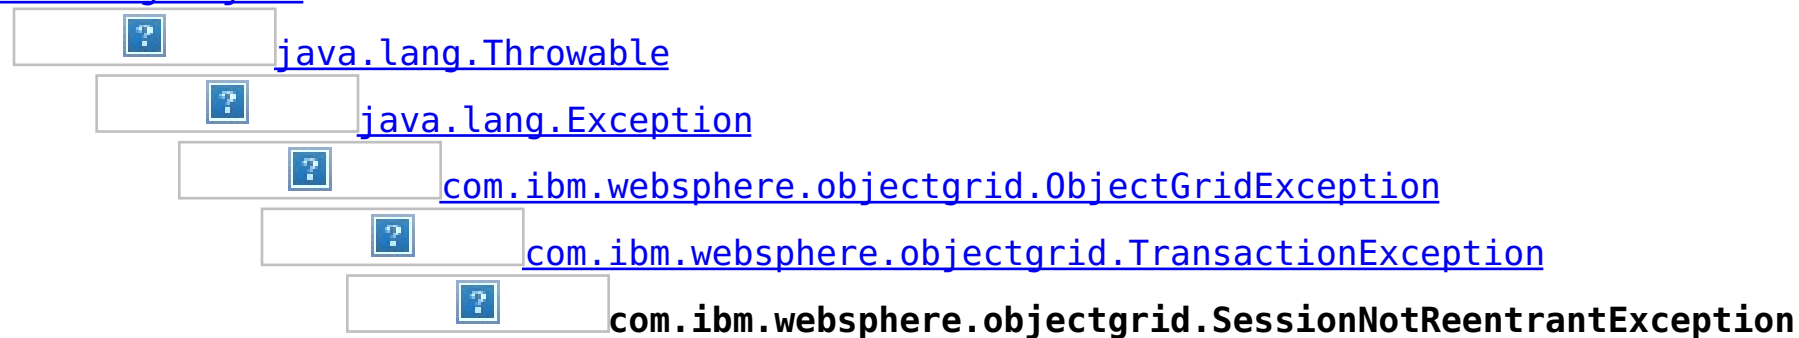 java.lang.Throwable
java.lang.Exception
com.ibm.websphere.objectgrid.ObjectGridException
com.ibm.websphere.objectgrid.TransactionException
com.ibm.websphere.objectgrid.SessionNotReentrantException